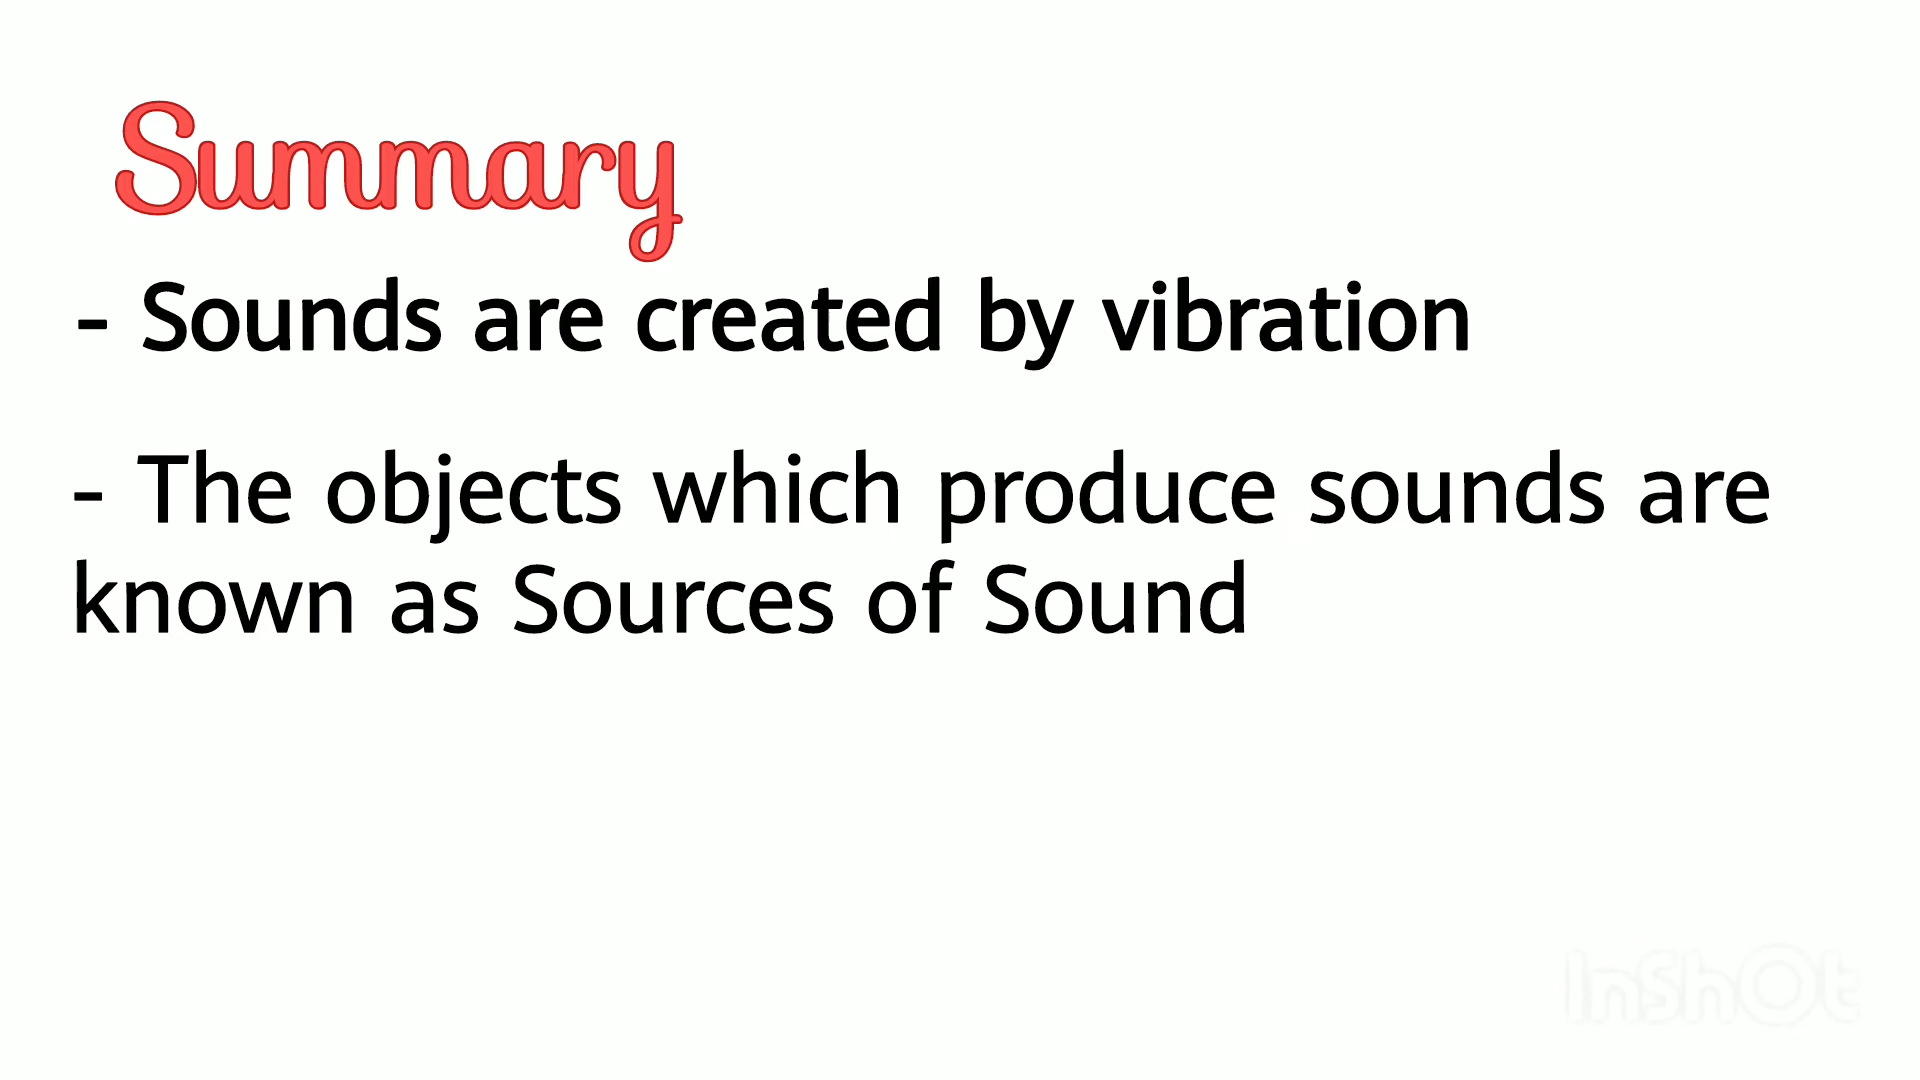 Summary
- Sounds are created by vibration
- The objects which produce sounds are
known as Sources of Sound
InShOt